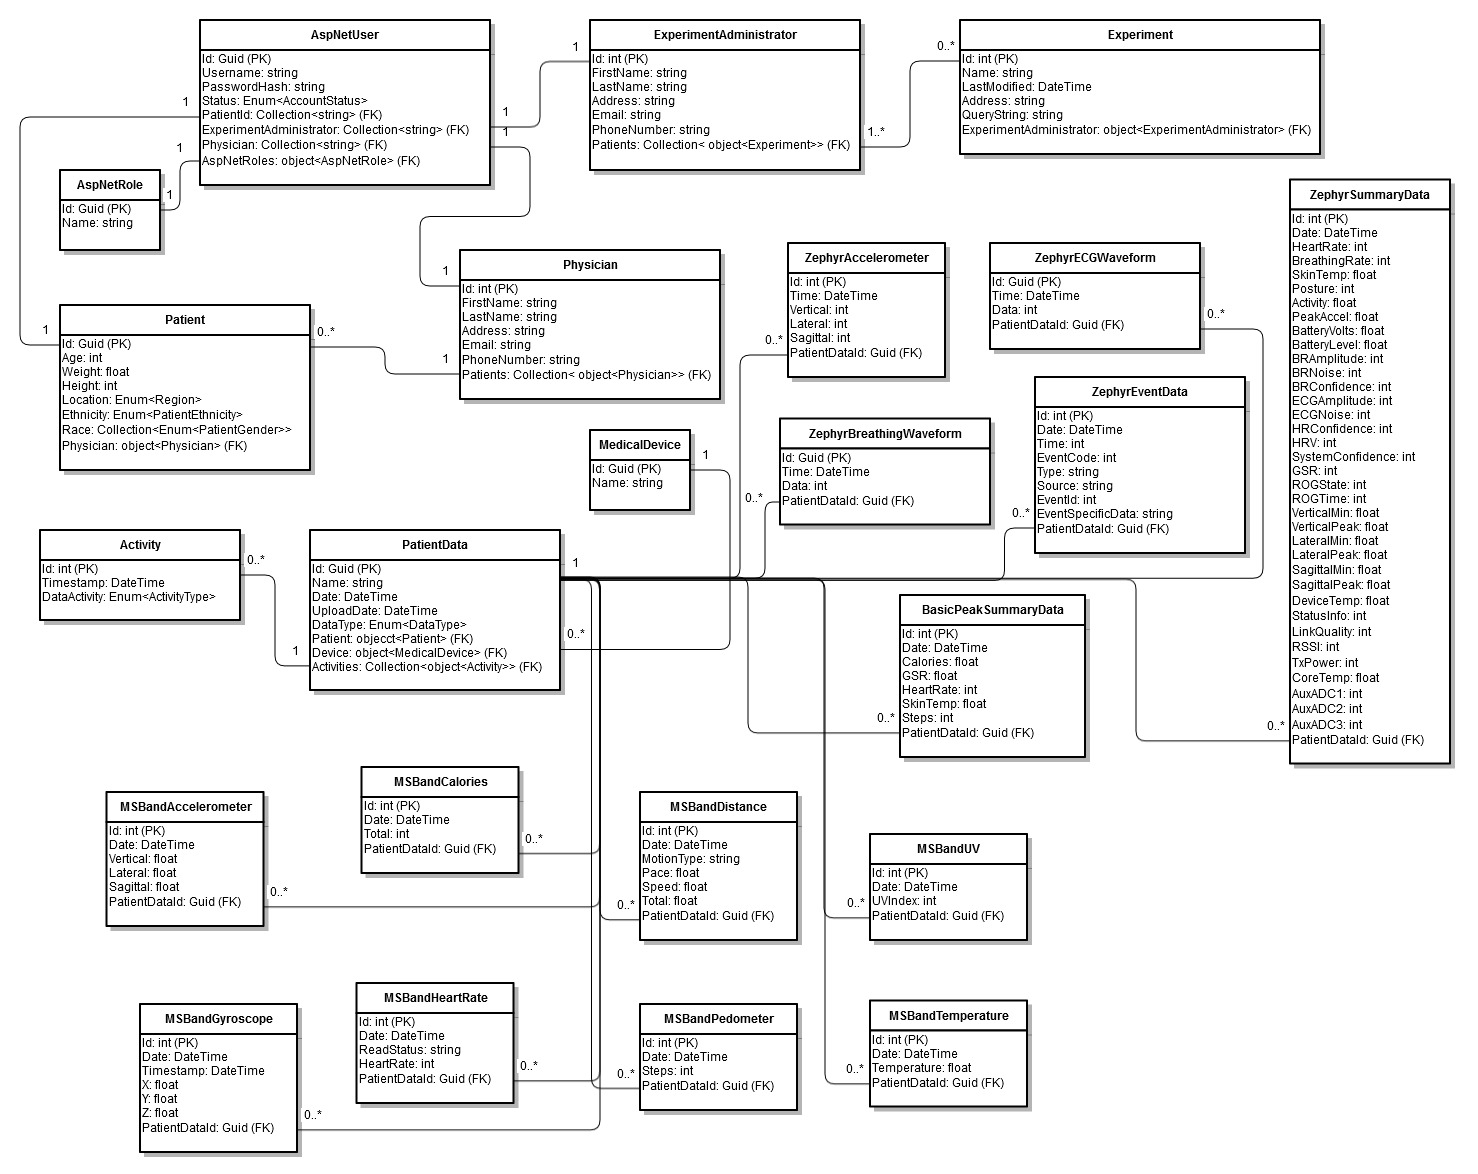 AspNetUser
Id: Guid (PK)
Username: string
PasswordHash: string
Status: Enum<AccountStatus>
PatientId: Collection<string> (FK)
ExperimentAdministrator: Collection<string> (FK)
Physician: Collection<string> (FK)
AspNetRoles: object<AspNetRole> (FK)
1
1
1
1
1
ExperimentAdministrator
Id: int (PK)
FirstName: string
LastName: string
Address: string
Email: string
PhoneNumber: string
Patients: Collection< object<Experiment>> (FK)
1..*
0..*
Experiment
Id: int (PK)
Name: string
LastModified: DateTime
Address: string
QueryString: string
ExperimentAdministrator: object<ExperimentAdministrator> (FK)
AspNetRole
Id: Guid (PK)
Name: string
1
Physician
Id: int (PK)
FirstName: string
LastName: string
Address: string
Email: string
PhoneNumber: string
Patients: Collection< object<Physician>> (FK)
1
1
Patient
Id: Guid (PK)
Age: int
Weight: float
Height: int
Location: Enum<Region>
Ethnicity: Enum<PatientEthnicity>
Race: Collection<Enum<PatientGender>>
Physician: object<Physician> (FK)
1
0..*
ZephyrAccelerometer
Id: int (PK)
Time: DateTime
Vertical: int
Lateral: int
Sagittal: int
PatientDataId: Guid (FK)
0..*
ZephyrECGWaveform
Id: Guid (PK)
Time: DateTime
Data: int
PatientDataId: Guid (FK)
0..*
ZephyrSummaryData
Id: int (PK)
Date: DateTime
HeartRate: int
BreathingRate: int
SkinTemp: float
Posture: int
Activity: float
PeakAccel: float
BatteryVolts: float
BatteryLevel: float
BRAmplitude: int
BRNoise: int
BRConfidence: int
ECGAmplitude: int
ECGNoise: int
HRConfidence: int
HRV: int
SystemConfidence: int
GSR: int
ROGState: int
ROGTime: int
VerticalMin: float
VerticalPeak: float
LateralMin: float
LateralPeak: float
SagittalMin: float
SagittalPeak: float
DeviceTemp: float
StatusInfo: int
LinkQuality: int
RSSI: int
TxPower: int
CoreTemp: float
AuxADC1: int
AuxADC2: int
AuxADC3: int
PatientDataId: Guid (FK)
0..*
ZephyrEventData
Id: int (PK)
Date: DateTime
Time: int
EventCode: int
Type: string
Source: string
EventId: int
EventSpecificData: string
PatientDataId: Guid (FK)
0..*
ZephyrBreathingWaveform
Id: Guid (PK)
Time: DateTime
Data: int
PatientDataId: Guid (FK)
0..*
MedicalDevice
Id: Guid (PK)
Name: string
1
Activity
Id: int (PK)
Timestamp: DateTime
DataActivity: Enum<ActivityType>
0..*
PatientData
Id: Guid (PK)
Name: string
Date: DateTime
UploadDate: DateTime
DataType: Enum<DataType>
Patient: objecct<Patient> (FK)
Device: object<MedicalDevice> (FK)
Activities: Collection<object<Activity>> (FK)
1
1
0..*
BasicPeakSummaryData
Id: int (PK)
Date: DateTime
Calories: float
GSR: float
HeartRate: int
SkinTemp: float
Steps: int
PatientDataId: Guid (FK)
0..*
MSBandAccelerometer
Id: int (PK)
Date: DateTime
Vertical: float
Lateral: float
Sagittal: float
PatientDataId: Guid (FK)
0..*
MSBandCalories
Id: int (PK)
Date: DateTime
Total: int
PatientDataId: Guid (FK)
0..*
MSBandDistance
Id: int (PK)
Date: DateTime
MotionType: string
Pace: float
Speed: float
Total: float
PatientDataId: Guid (FK)
0..*
MSBandUV
Id: int (PK)
Date: DateTime
UVIndex: int
PatientDataId: Guid (FK)
0..*
MSBandGyroscope
Id: int (PK)
Date: DateTime
Timestamp: DateTime
X: float
Y: float
Z: float
PatientDataId: Guid (FK)
0..*
MSBandHeartRate
Id: int (PK)
Date: DateTime
ReadStatus: string
HeartRate: int
PatientDataId: Guid (FK)
0..*
MSBandPedometer
Id: int (PK)
Date: DateTime
Steps: int
PatientDataId: Guid (FK)
0..*
MSBandTemperature
Id: int (PK)
Date: DateTime
Temperature: float
PatientDataId: Guid (FK)
0..*